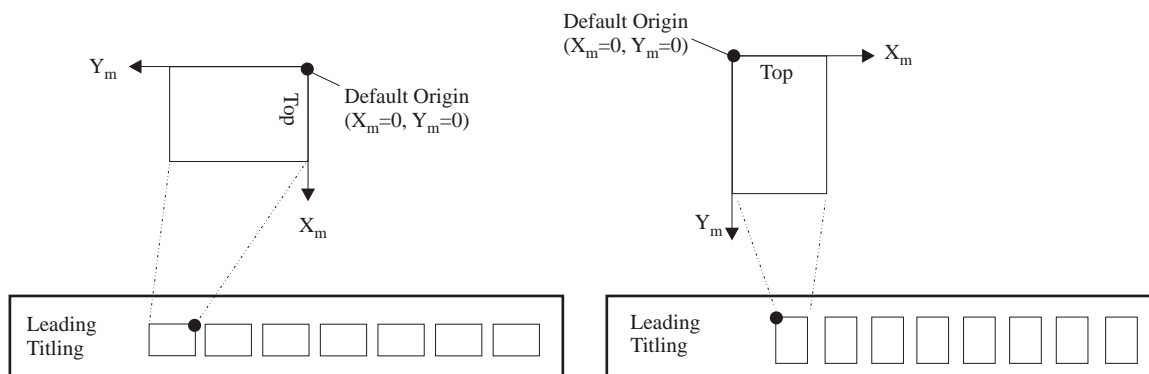 Y_m
Top
Default Origin
(X_m=0, Y_m=0)
X_m
Leading
Titling
Default Origin
(X_m=0, Y_m=0)
X_m
Top
Y_m
Leading
Titling